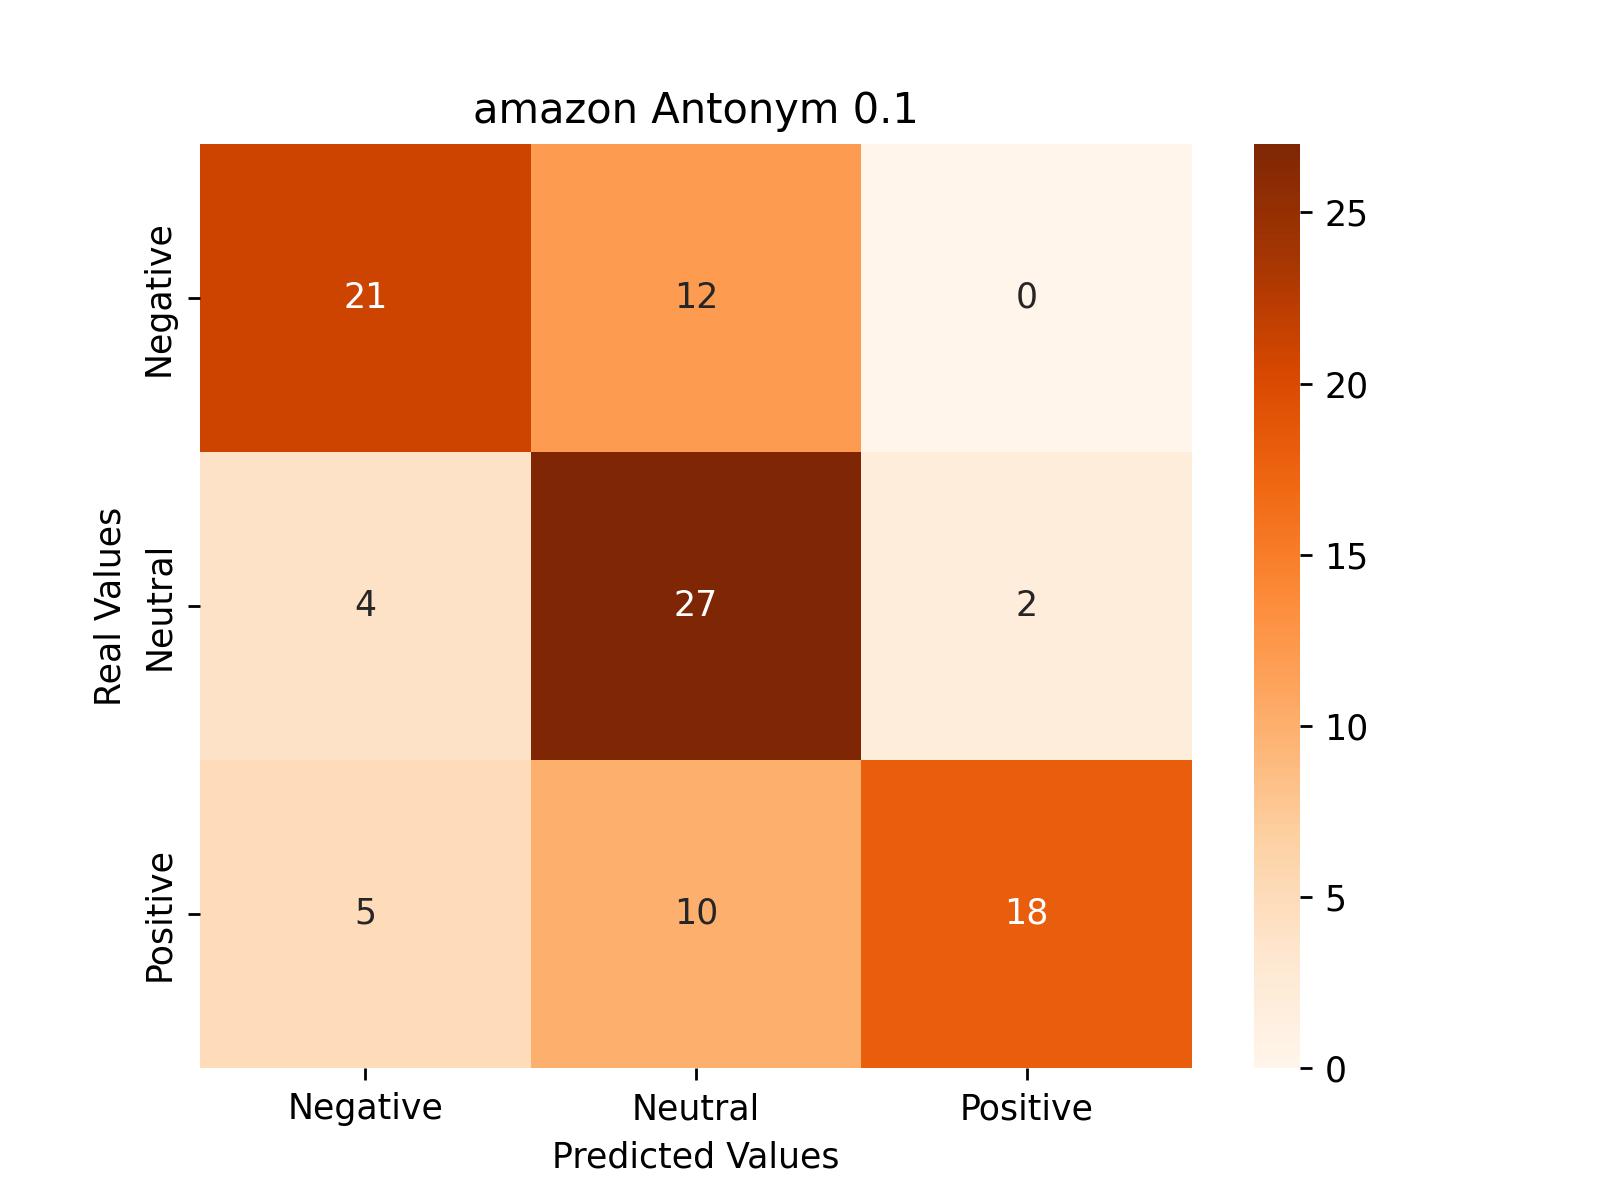 amazon Antonym 0.1
Real Values
Negative
21 12 0
Neutral
4 27 2
Positive
5 10 18
Negative Neutral Positive
Predicted Values
25
20
15
10
5
0